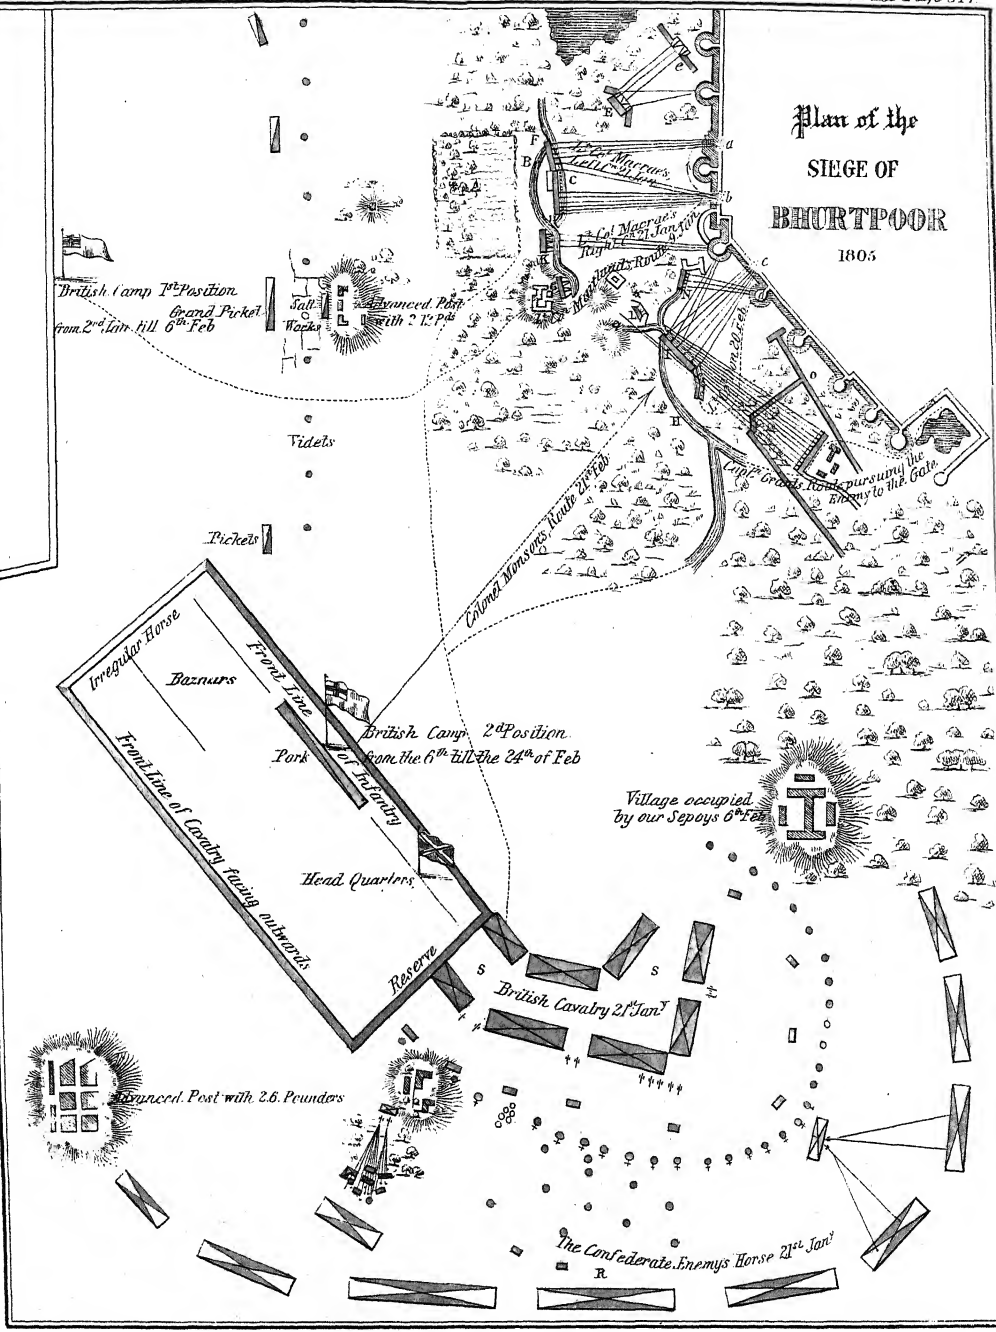 Plan of the
SIEGE OF
BHURTPOOR
1805
e
E
F
a
B
C
b
Lt. Col. Macrae's
Lt. Col. Macrae's
Right
Maitland's Route 9 Jan.
K
c
British Camp 1st Position
Grand Picket
from 2nd Jan. till 6th Feb
Salt
Works
Advanced Post
with 2 12 Pds
o
H
Videts
Pickets
Capt. Grant's Route pursuing the
Enemy to the Gate
Colonel Monson's Route 21st Feb
Irregular Horse
Bazaars
Front Line
of Infantry
Park
British Camp 2d Position
from the 6th till the 24th of Feb
Front Line of Cavalry facing outwards
Head Quarters
Reserve
Village occupied
by our Sepoys 6th Feb
S
S
British Cavalry 21st Jany
Advanced Post with 2.6. Pounders
The Confederate Enemys Horse 21st Jany
R